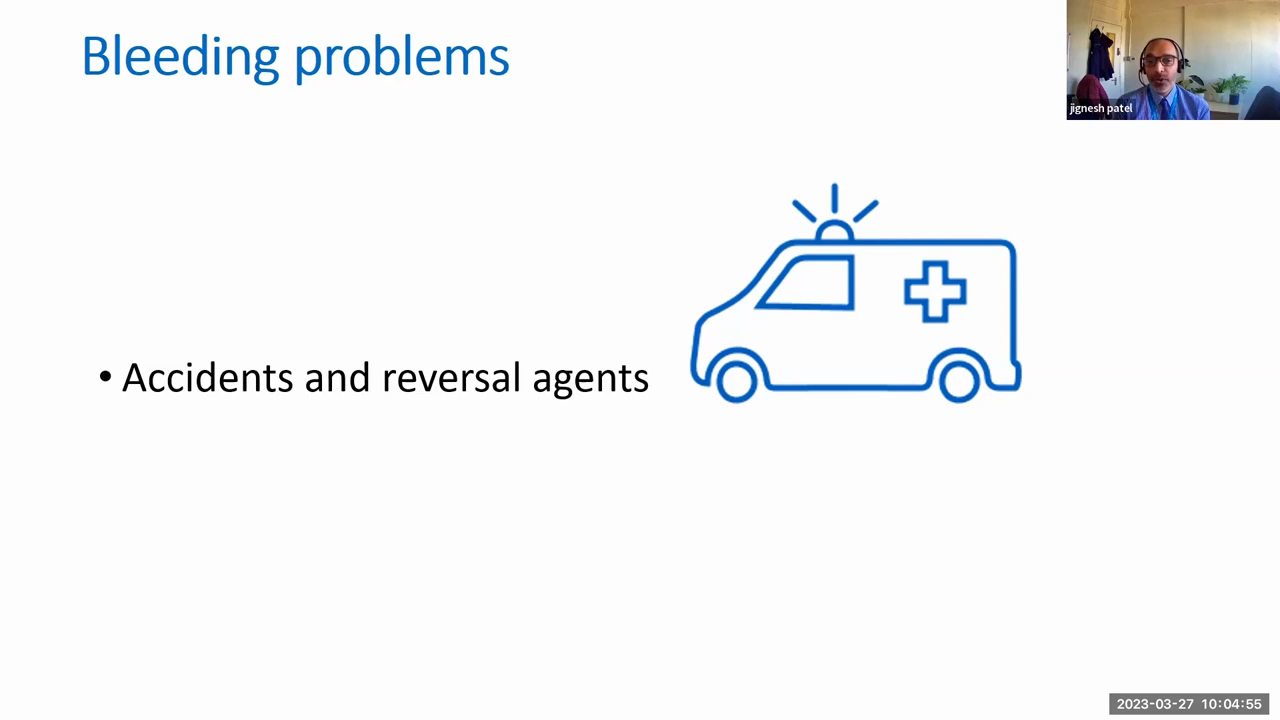 Bleeding problems
jignesh patel
• Accidents and reversal agents
2023-03-27 10:04:55